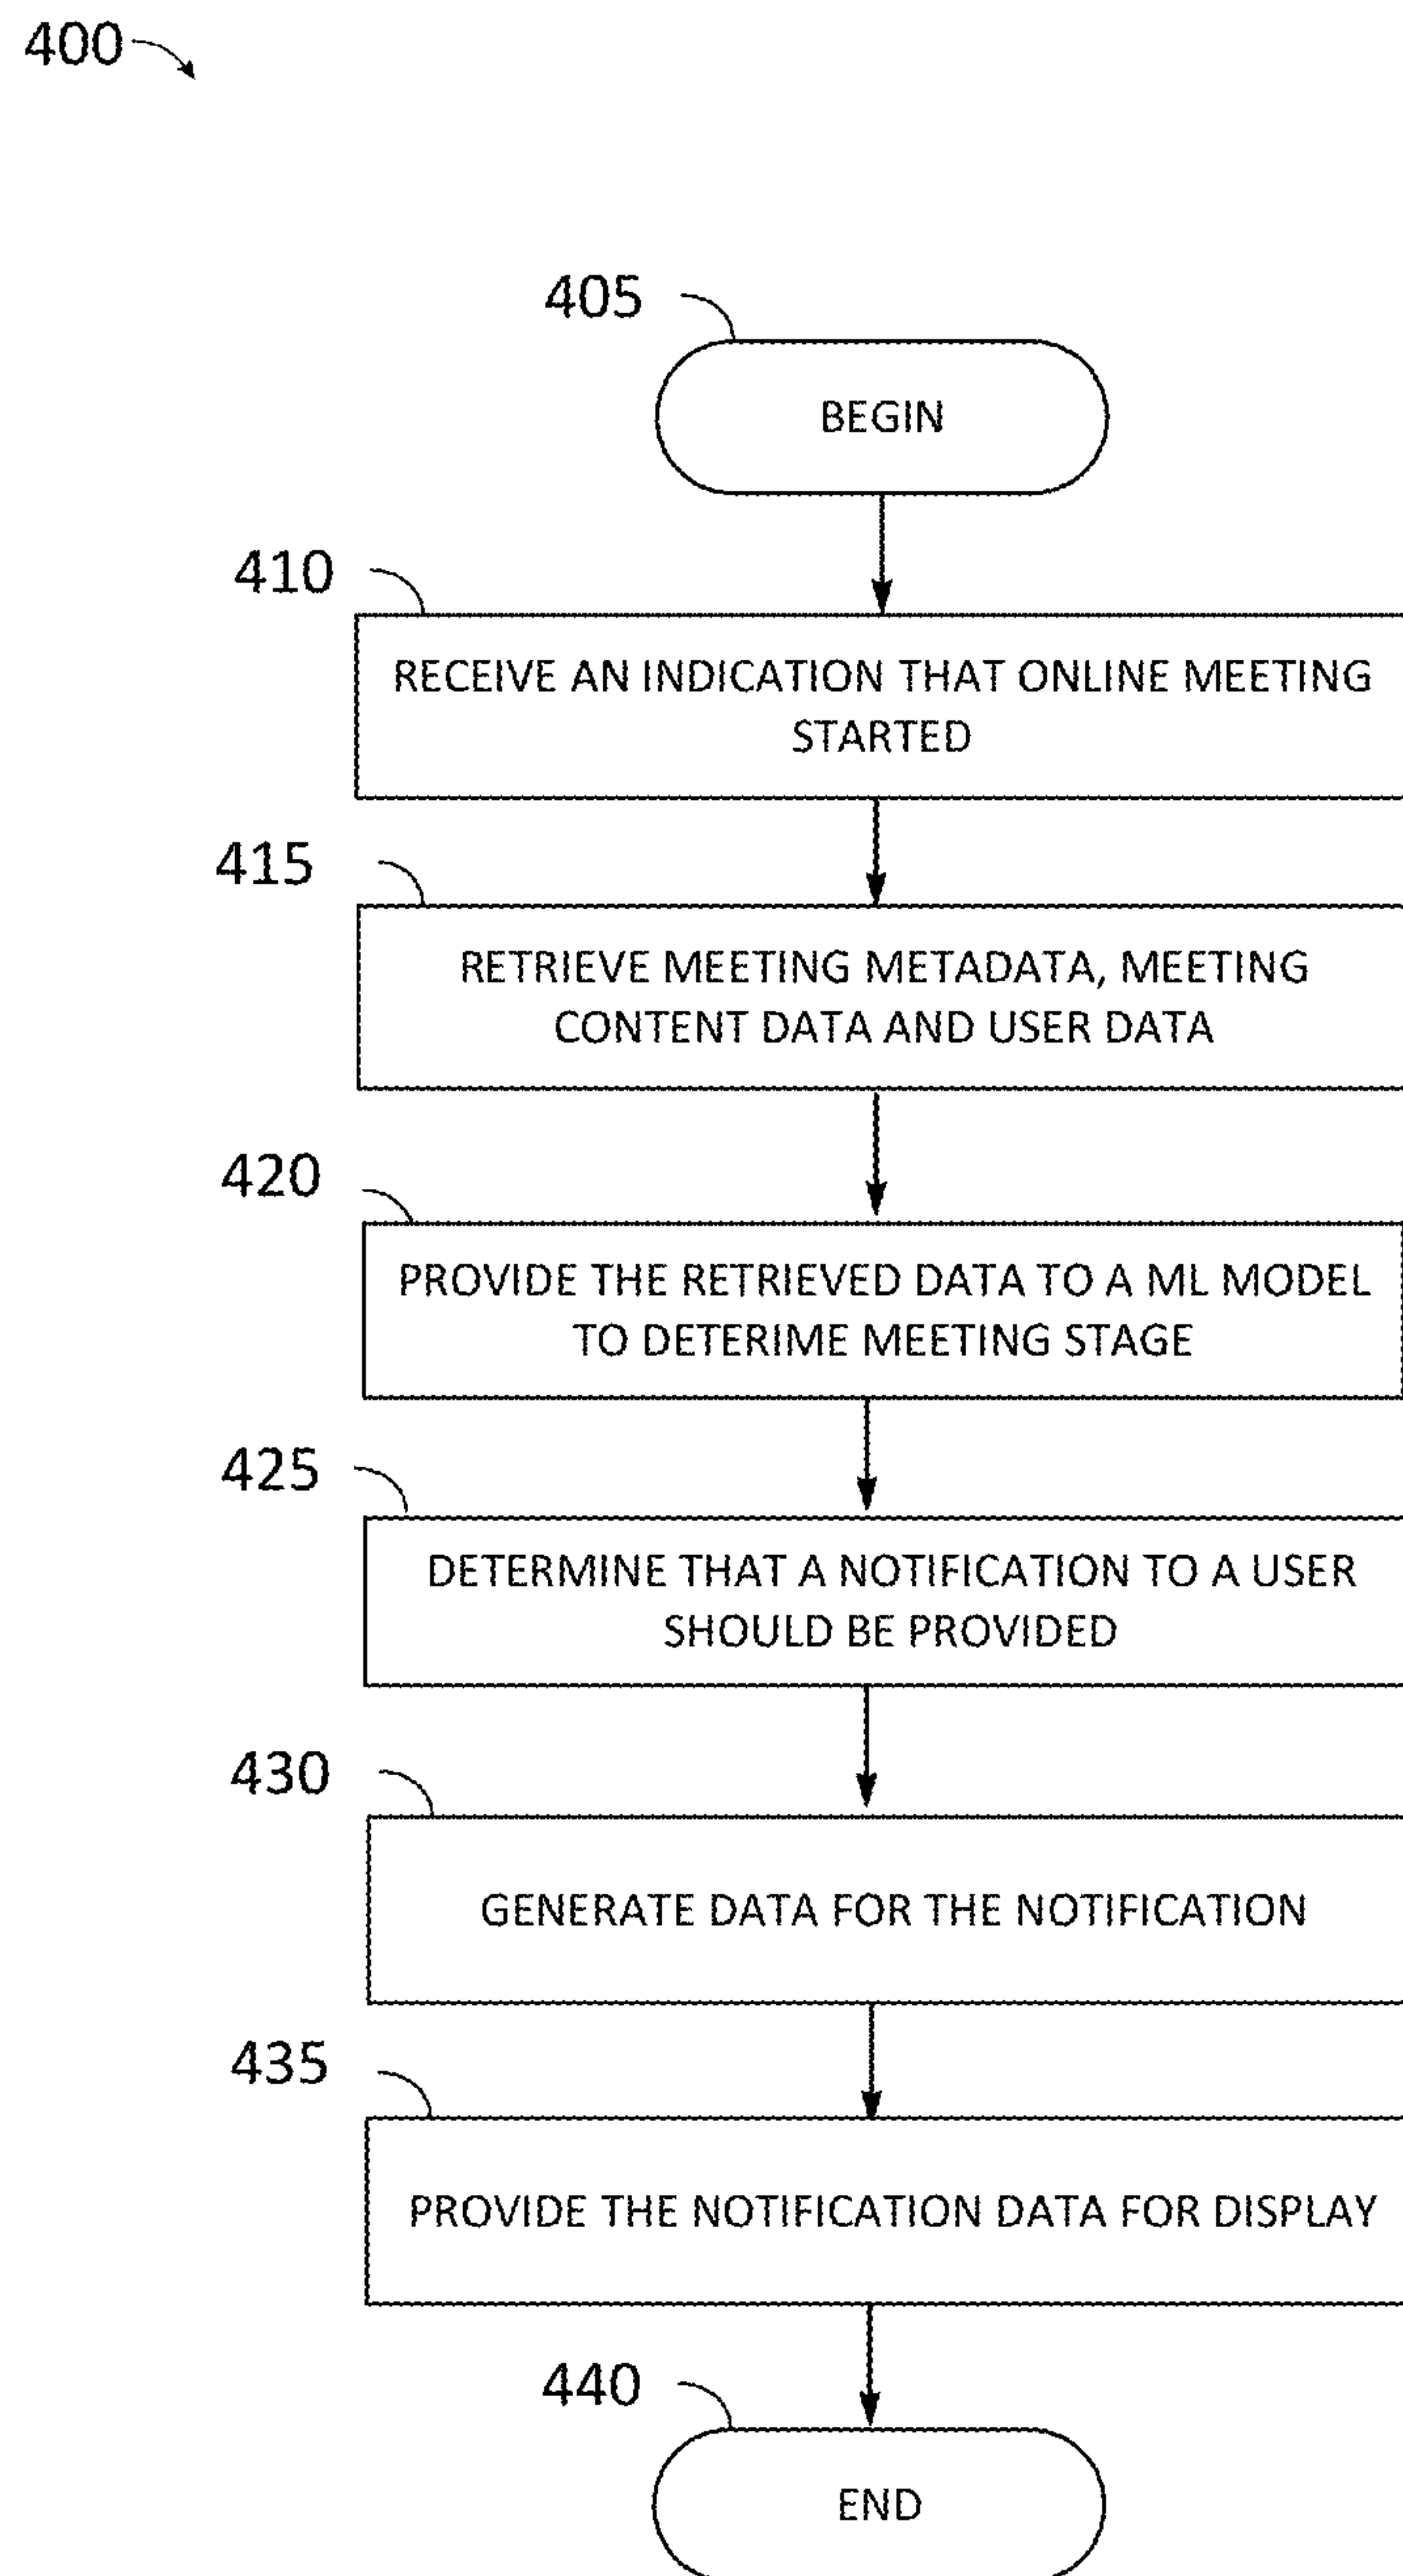 400
405
BEGIN
410
RECEIVE AN INDICATION THAT ONLINE MEETING
STARTED
415
RETRIEVE MEETING METADATA, MEETING
CONTENT DATA AND USER DATA
420
PROVIDE THE RETRIEVED DATA TO A ML MODEL
TO DETERIME MEETING STAGE
425
DETERMINE THAT A NOTIFICATION TO A USER
SHOULD BE PROVIDED
430
GENERATE DATA FOR THE NOTIFICATION
435
PROVIDE THE NOTIFICATION DATA FOR DISPLAY
440
END